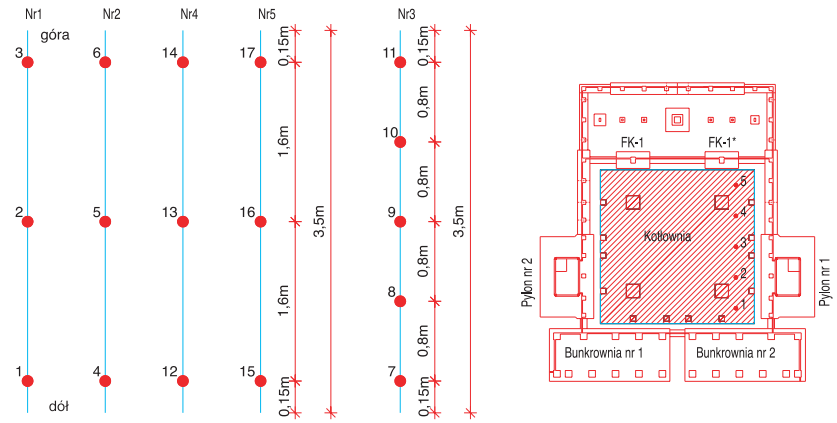 Nr1 Nr2 Nr4 Nr5 Nr3
góra
3 6 14 17 11
0,15m 0,15m
0,8m
10
1,6m
0,8m
2 5 13 16 9
3,5m 3,5m
0,8m
1,6m
8
0,8m
1 4 12 15 7
0,15m 0,15m
dół
FK-1 FK-1*
5
4
Kotłownia
3
2
1
Pylon nr 2
Pylon nr 1
Bunkrownia nr 1 Bunkrownia nr 2